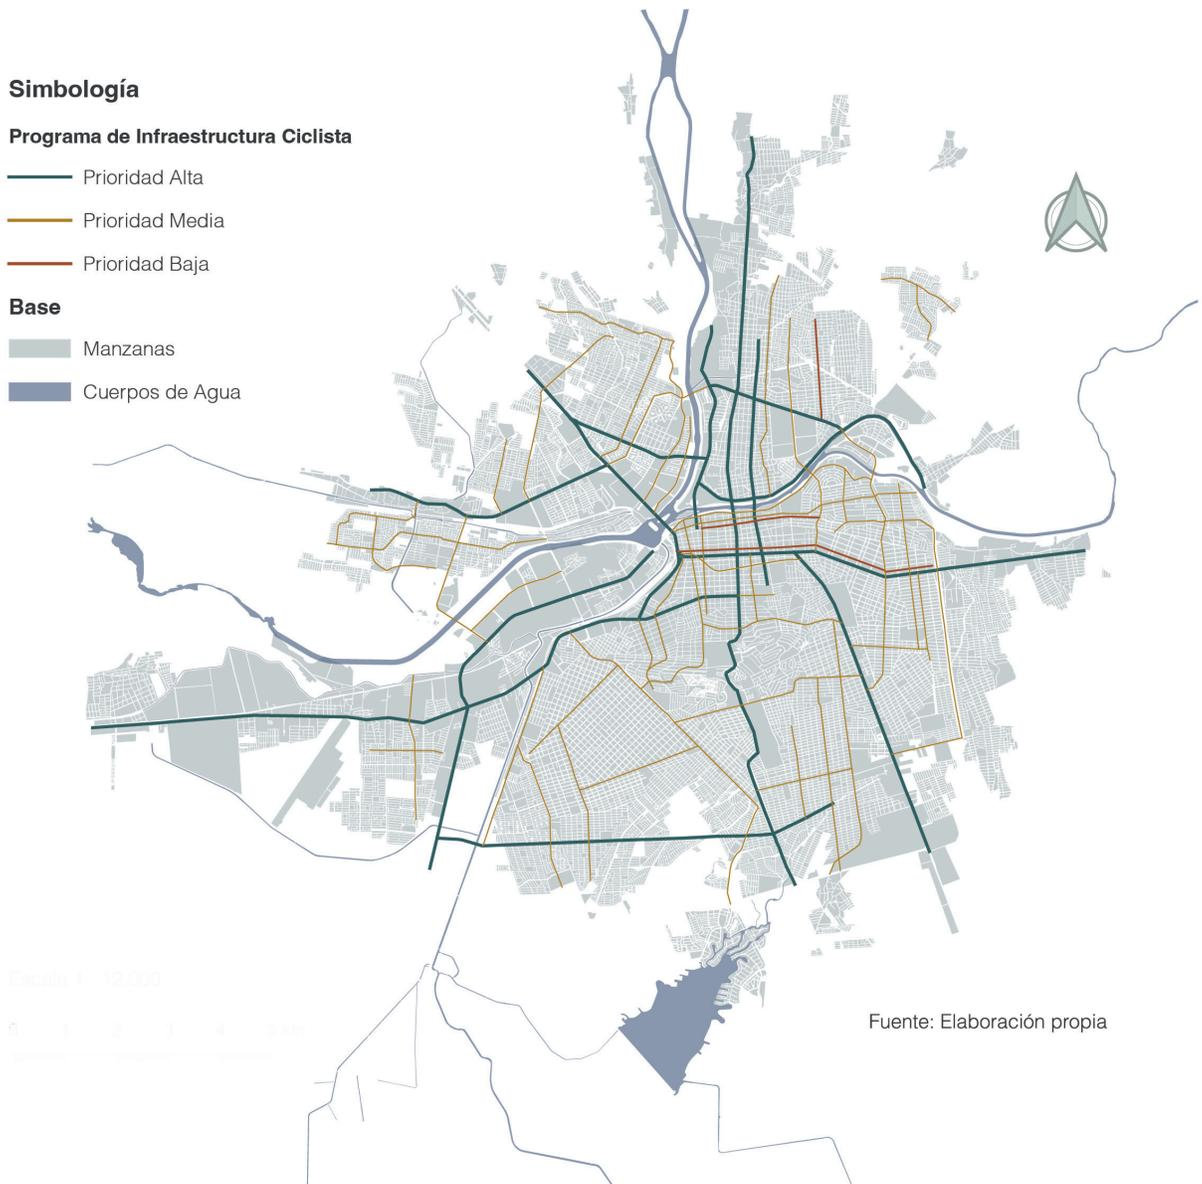 Simbología
Programa de Infraestructura Ciclista
Prioridad Alta
Prioridad Media
Prioridad Baja
Base
Manzanas
Cuerpos de Agua
Fuente: Elaboración propia